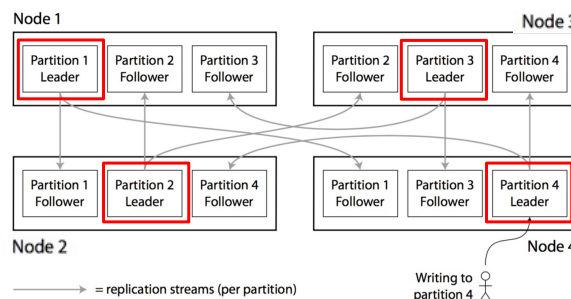 Node 1
Node 3
Partition 1
Leader
Partition 2
Follower
Partition 3
Follower
Partition 2
Follower
Partition 3
Leader
Partition 4
Follower
Partition 1
Follower
Partition 2
Leader
Partition 4
Follower
Partition 1
Follower
Partition 3
Follower
Partition 4
Leader
Node 2
Node 4
= replication streams (per partition)
Writing to
partition 4